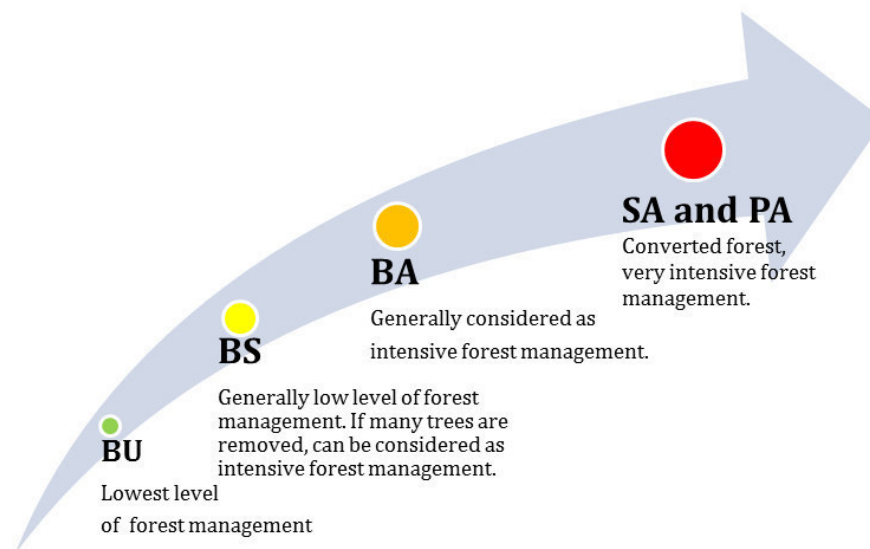 BU
Lowest level
of forest management
BS
Generally low level of forest
management. If many trees are
removed, can be considered as
intensive forest management.
BA
Generally considered as
intensive forest management.
SA and PA
Converted forest,
very intensive forest
management.